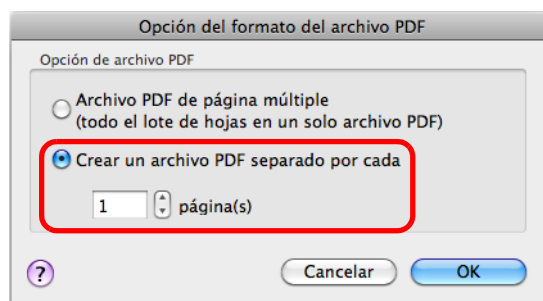 Opción del formato del archivo PDF
Opción de archivo PDF
Archivo PDF de página múltiple
(todo el lote de hojas en un solo archivo PDF)
Crear un archivo PDF separado por cada
1 página(s)
? Cancelar OK